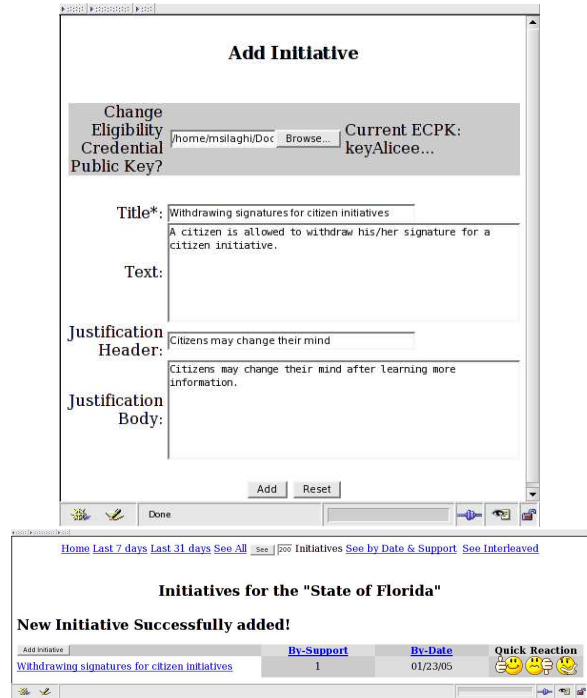 Add Initiative
Change
Eligibility
Credential
Public Key?
/home/msilaghi/Doc
Browse...
Current ECPK:
keyAlicee...
Title*:
Withdrawing signatures for citizen initiatives
Text:
A citizen is allowed to withdraw his/her signature for a
citizen initiative.
Justification
Header:
Citizens may change their mind
Justification
Body:
Citizens may change their mind after learning more
information.
Add Reset
Done
Home Last 7 days Last 31 days See All See 200 Initiatives See by Date & Support See Interleaved
Initiatives for the "State of Florida"
New Initiative Successfully added!
Add Initiative By-Support By-Date Quick Reaction
Withdrawing signatures for citizen initiatives 1 01/23/05